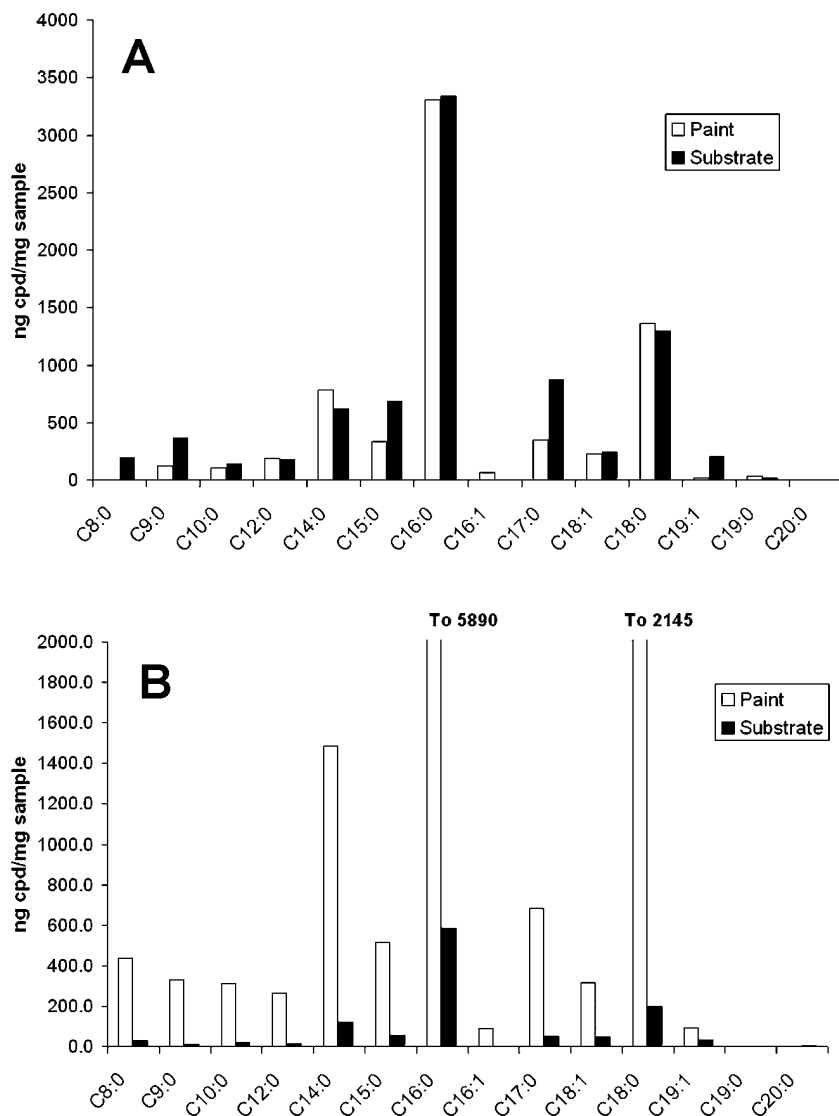 A
ng cpd/mg sample
4000
3500
3000
2500
2000
1500
1000
500
0
Paint
Substrate
C8:0
C9:0
C10:0
C12:0
C14:0
C15:0
C16:0
C16:1
C17:0
C18:1
C18:0
C19:1
C19:0
C20:0
To 5890
To 2145
B
ng cpd/mg sample
2000.0
1800.0
1600.0
1400.0
1200.0
1000.0
800.0
600.0
400.0
200.0
0.0
Paint
Substrate
C8:0
C9:0
C10:0
C12:0
C14:0
C15:0
C16:0
C16:1
C17:0
C18:1
C18:0
C19:1
C19:0
C20:0